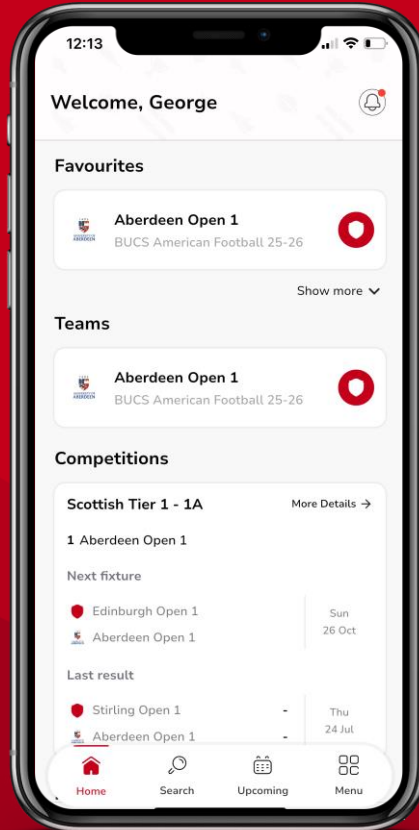 12:13
Welcome, George
Favourites
Aberdeen Open 1
BUCS American Football 25-26
Show more
Teams
Aberdeen Open 1
BUCS American Football 25-26
Competitions
Scottish Tier 1 - 1A
More Details →
1 Aberdeen Open 1
Next fixture
Edinburgh Open 1
Aberdeen Open 1
Sun
26 Oct
Last result
Stirling Open 1 -
Aberdeen Open 1 -
Thu
24 Jul
Home
Search
Upcoming
Menu